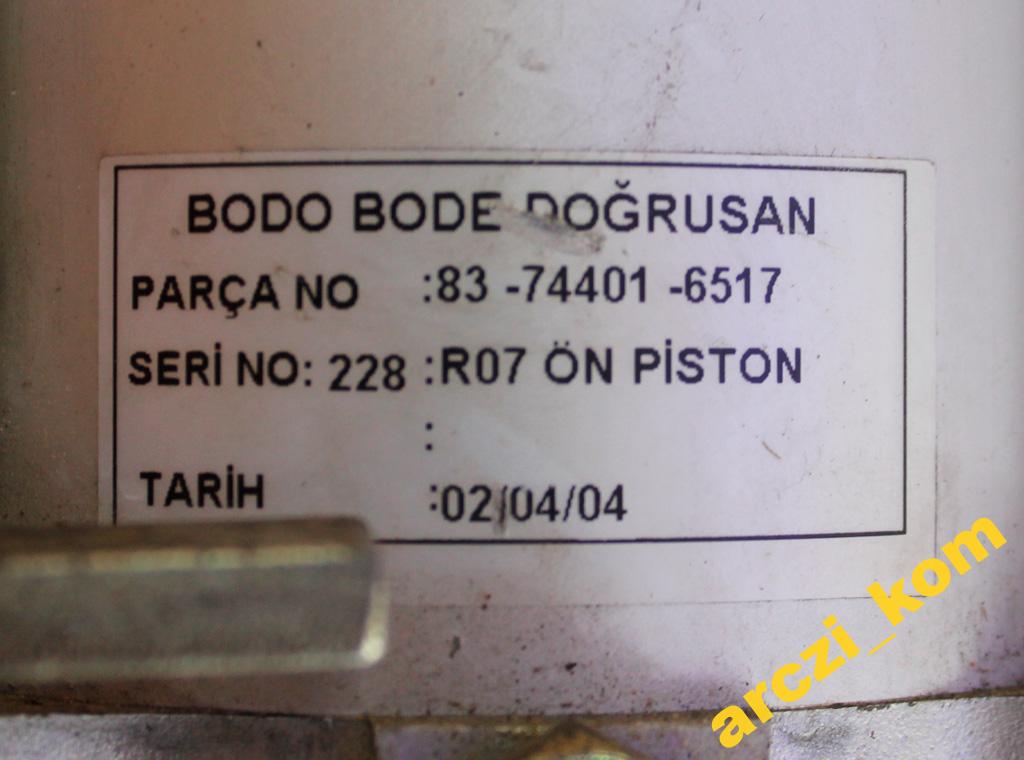 BODO BODE DOĞRUSAN
PARÇA NO :83 -74401 -6517
SERİ NO: 228 :R07 ÖN PİSTON
:
TARİH :02/04/04
arczi_kom